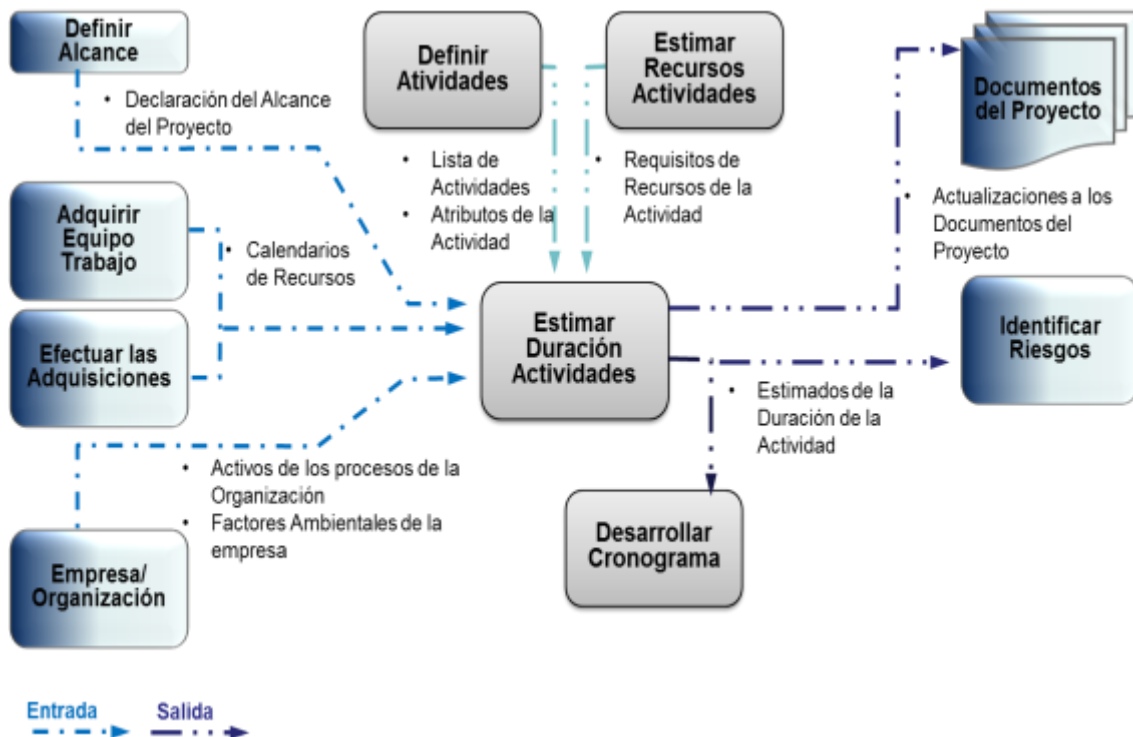 Definir
Alcance
• Declaración del Alcance
del Proyecto
Definir
Atividades
Estimar
Recursos
Actividades
• Lista de
Actividades
• Atributos de la
Actividad
• Requisitos de
Recursos de la
Actividad
Documentos
del Proyecto
• Actualizaciones a los
Documentos del
Proyecto
Adquirir
Equipo
Trabajo
• Calendarios
de Recursos
Efectuar las
Adquisiciones
Estimar
Duración
Actividades
Identificar
Riesgos
• Estimados de la
Duración de la
Actividad
• Activos de los procesos de la
Organización
• Factores Ambientales de la
empresa
Empresa/
Organización
Desarrollar
Cronograma
Entrada
Salida